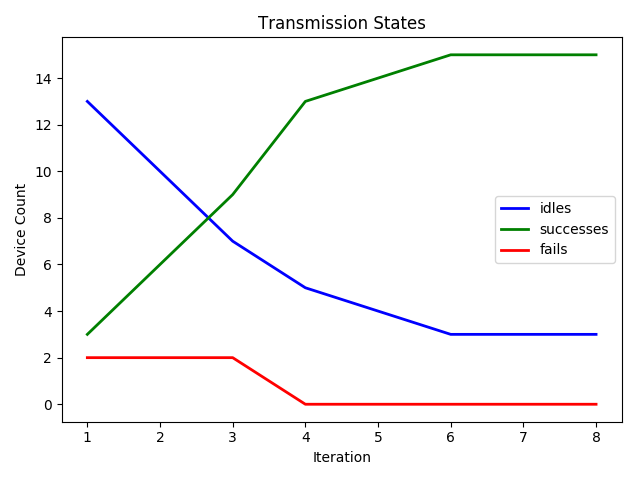 Transmission States
Device Count
14
12
10
8
6
4
2
0
idles
successes
fails
1 2 3 4 5 6 7 8
Iteration